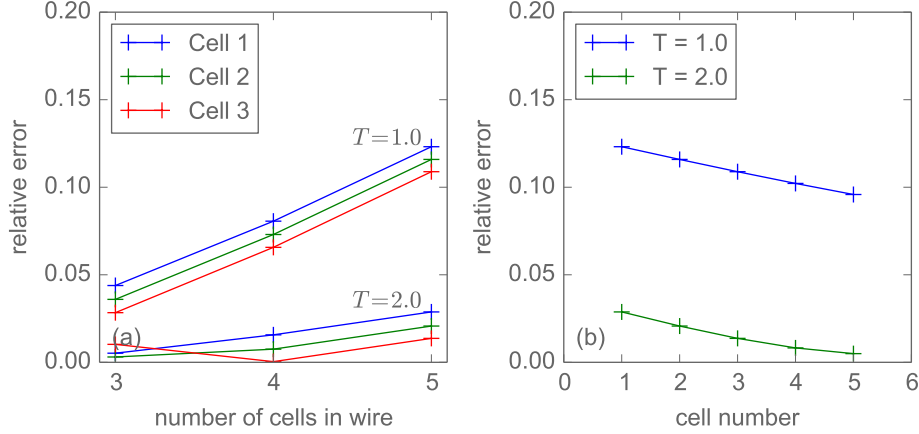 0.20
0.15
0.10
0.05
0.00
relative error
Cell 1
Cell 2
Cell 3
T=1.0
T=2.0
(a)
3 4 5
number of cells in wire
0.20
0.15
0.10
0.05
0.00
relative error
T = 1.0
T = 2.0
(b)
0 1 2 3 4 5 6
cell number